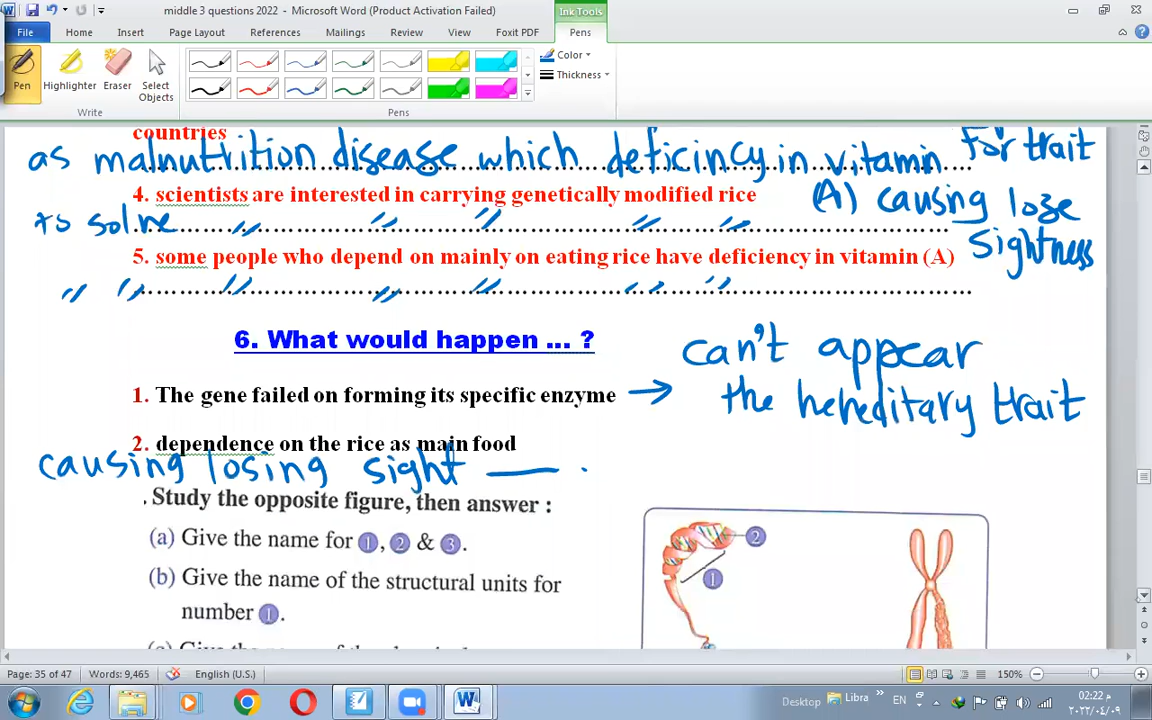 middle 3 questions 2022 - Microsoft Word (Product Activation Failed)
Ink Tools
File Home Insert Page Layout References Mailings Review View Foxit PDF Pens
Pen Highlighter Eraser Select Objects
Color
Thickness
Write
Pens
countries
as malnutrition disease which deficincy in vitamin for trait
4. scientists are interested in carrying genetically modified rice
(A) causing lose
to solve " " " " "
sightness
5. some people who depend on mainly on eating rice have deficiency in vitamin (A)
" " " " " " "
6. What would happen ... ?
can't appear
1. The gene failed on forming its specific enzyme →
the hereditary trait
2. dependence on the rice as main food
causing losing sight — .
. Study the opposite figure, then answer :
(a) Give the name for 1, 2 & 3.
(b) Give the name of the structural units for
number 1.
2
1
Page: 35 of 47 Words: 9,465 English (U.S.) 150%
Desktop Libra » EN
02:22 م
٢٠٢٢/٠٤/٠٩